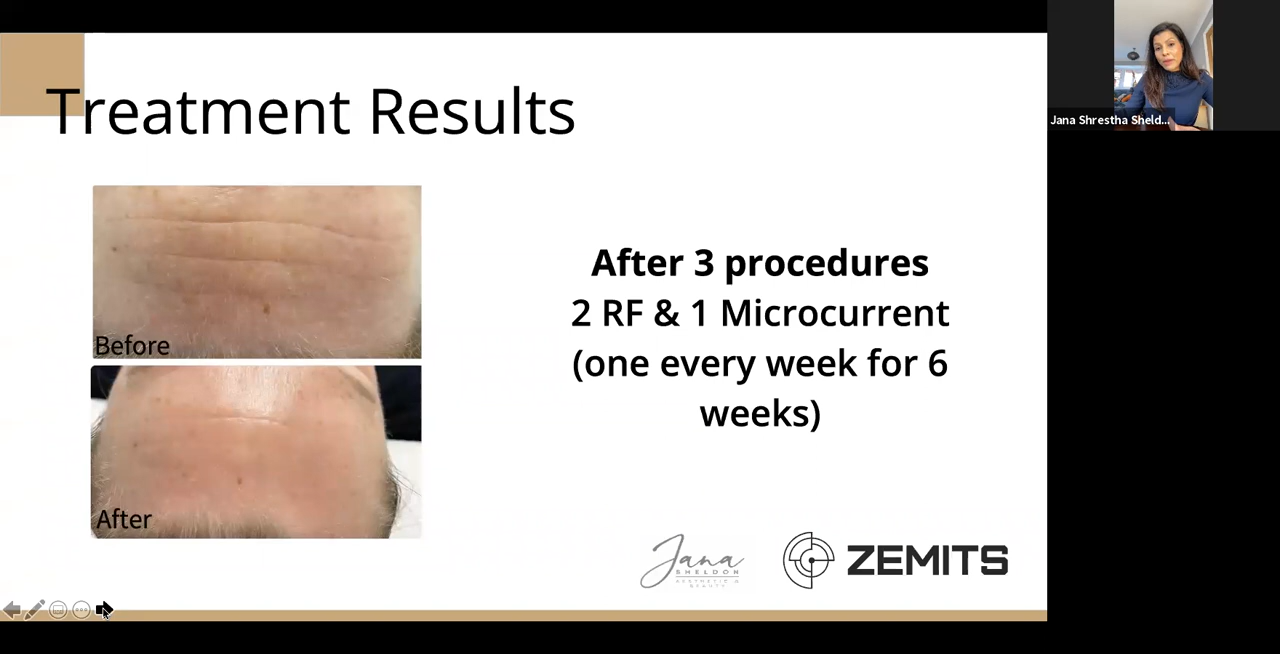 Treatment Results
Before
After
After 3 procedures
2 RF & 1 Microcurrent
(one every week for 6
weeks)
Jana
SHELDON
AESTHETIC &
BEAUTY
ZEMITS
Jana Shrestha Sheld...